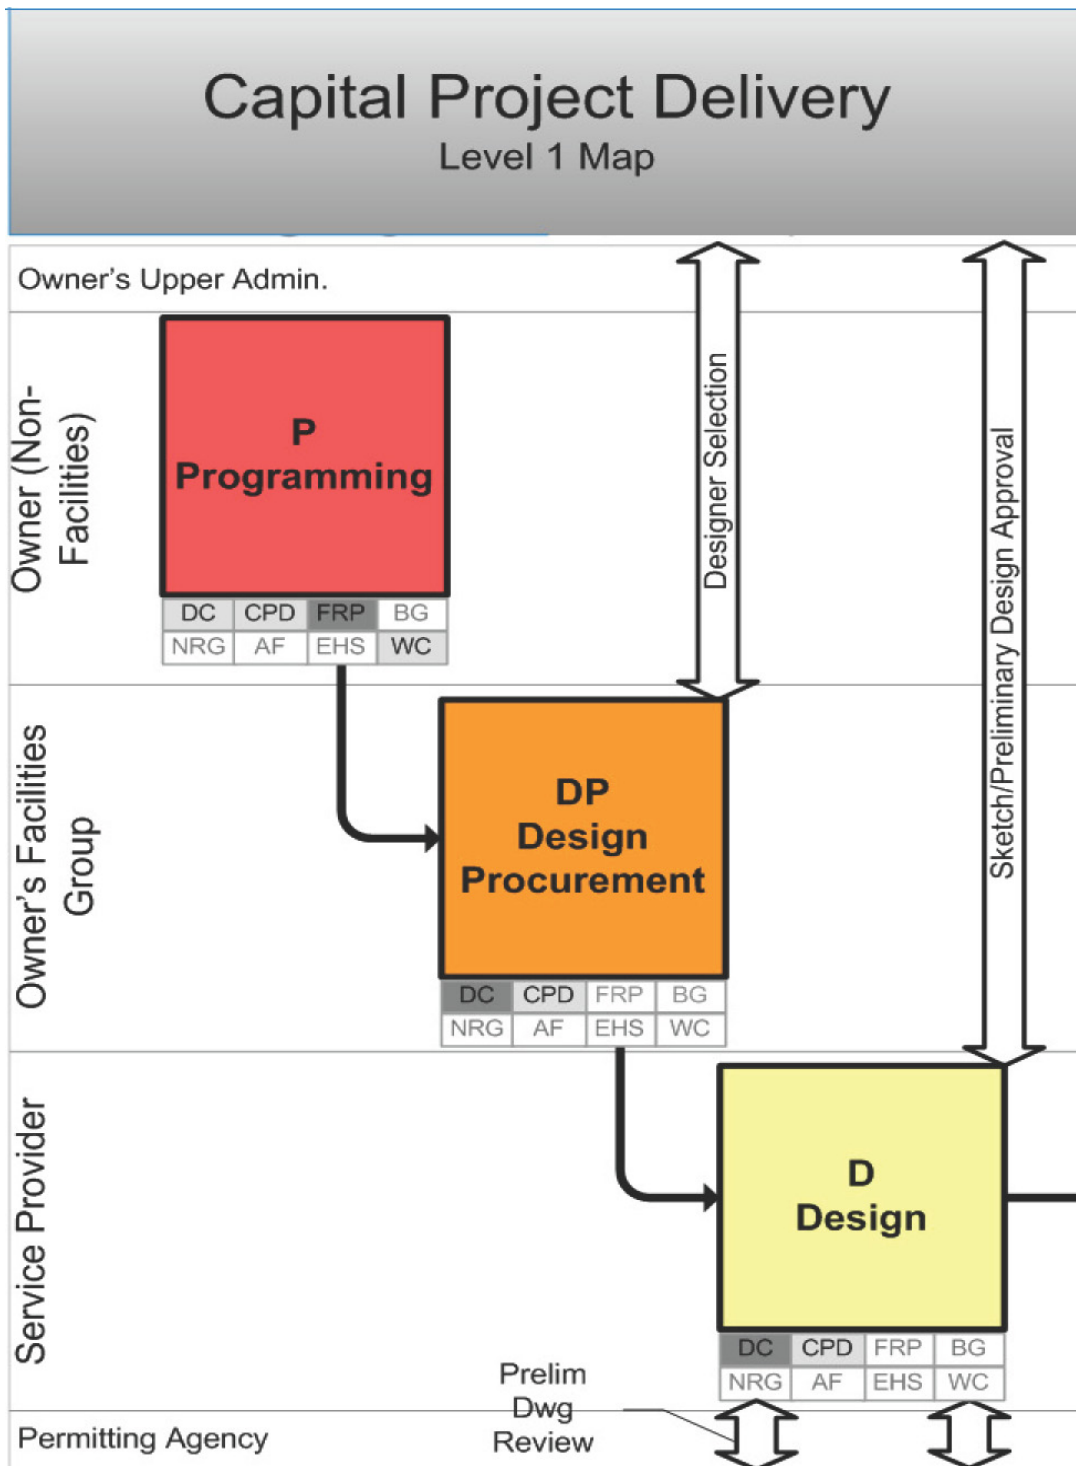 Capital Project Delivery
Level 1 Map
Owner's Upper Admin.
Owner (Non-
Facilities)
P
Programming
DC CPD FRP BG
NRG AF EHS WC
Designer Selection
Sketch/Preliminary Design Approval
Owner's Facilities
Group
DP
Design
Procurement
DC CPD FRP BG
NRG AF EHS WC
Service Provider
D
Design
DC CPD FRP BG
NRG AF EHS WC
Prelim
Dwg
Review
Permitting Agency